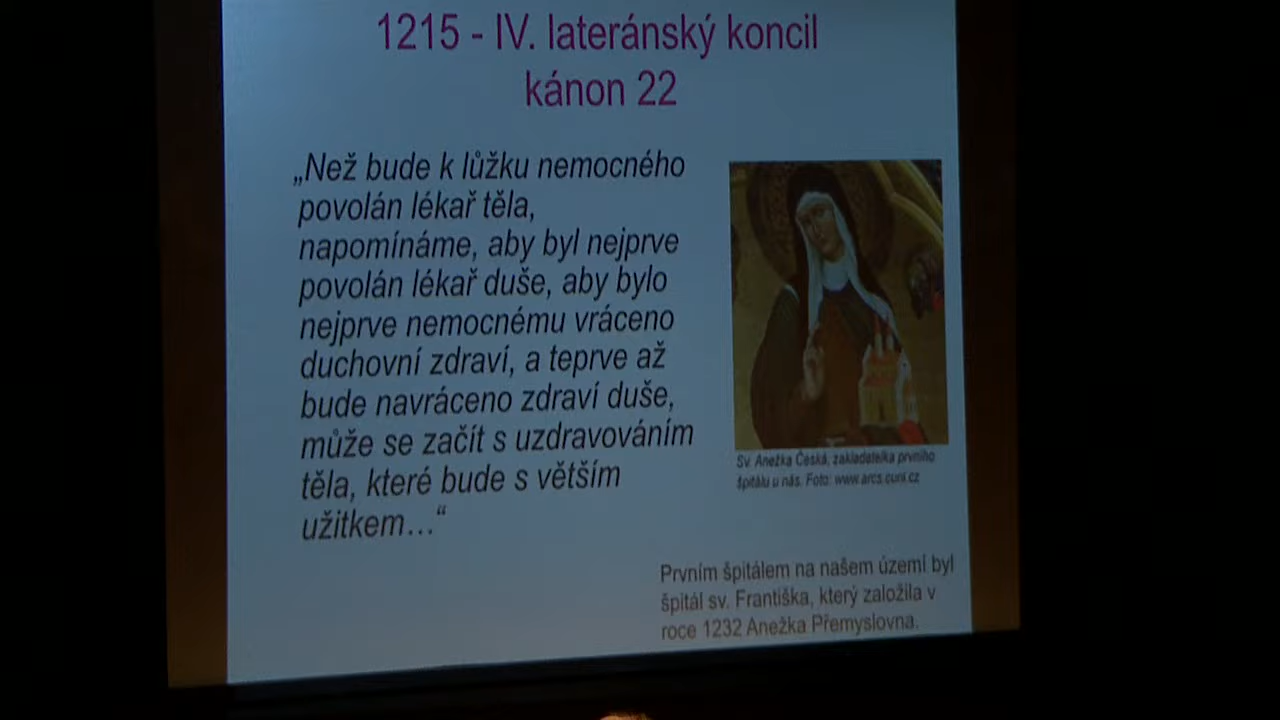 1215 - IV. lateránský koncil
kánon 22
„Než bude k lůžku nemocného
povolán lékař těla,
napomínáme, aby byl nejprve
povolán lékař duše, aby bylo
nejprve nemocnému vráceno
duchovní zdraví, a teprve až
bude navráceno zdraví duše,
může se začít s uzdravováním
těla, které bude s větším
užitkem…“
Sv. Anežka Česká, zakladatelka prvního
špitálu u nás. Foto: www.arcs.cuni.cz
Prvním špitálem na našem území byl
špitál sv. Františka, který založila v
roce 1232 Anežka Přemyslovna.